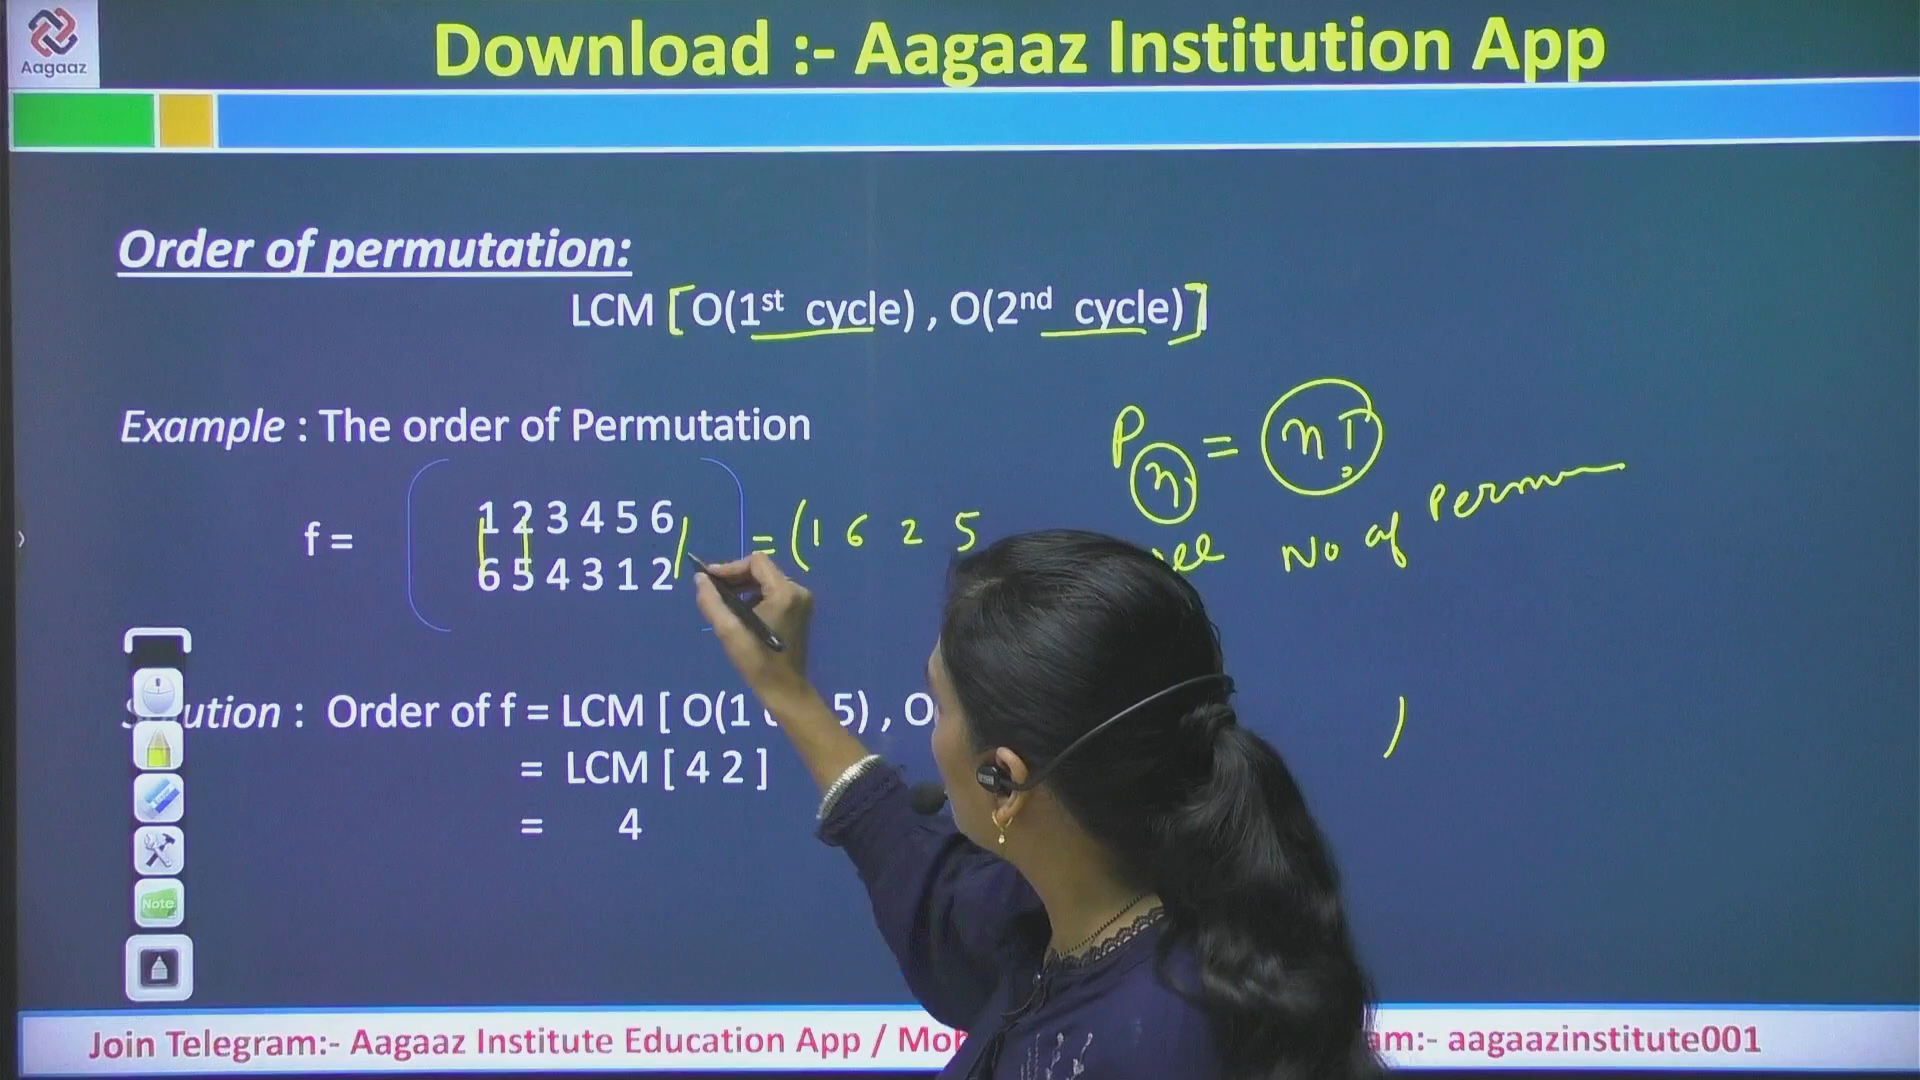 Aagaaz
Download :- Aagaaz Institution App
Order of permutation:
LCM [ O(1st cycle) , O(2nd cycle) ]
Example : The order of Permutation
P n = n!
No of Permu
f = 1 2 3 4 5 6 = ( 1 6 2 5
6 5 4 3 1 2
Order of f = LCM [ O(1 5) , O )
= LCM [ 4 2 ]
= 4
Note
Join Telegram:- Aagaaz Institute Education App / aagaazinstitute001